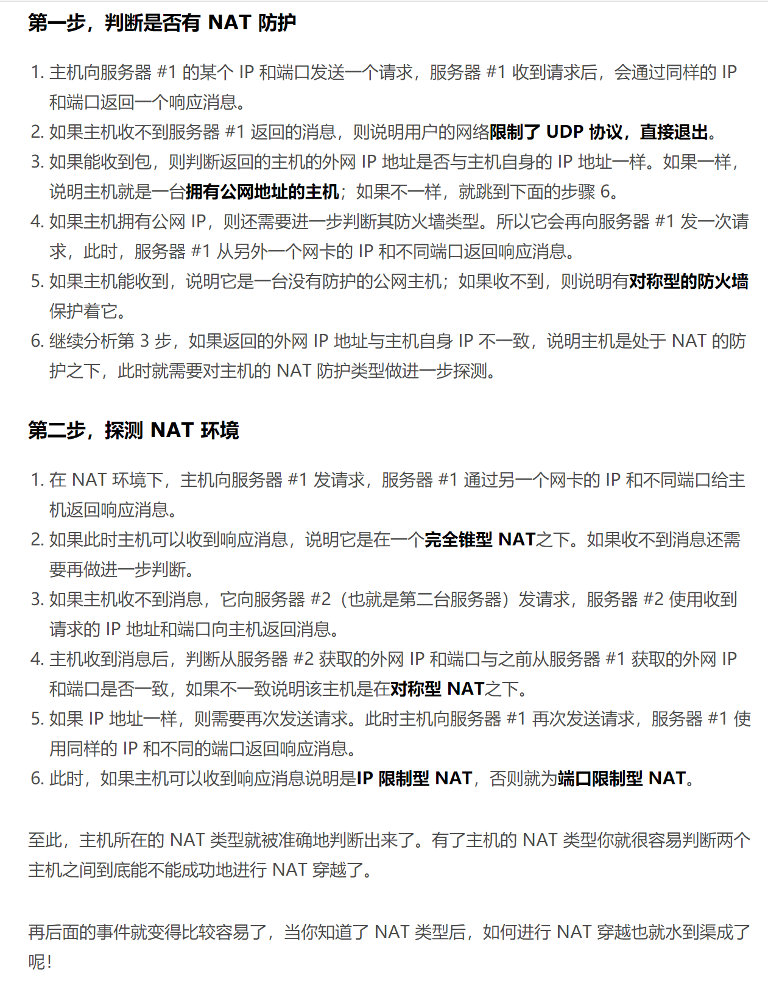 第一步，判断是否有 NAT 防护
1. 主机向服务器 #1 的某个 IP 和端口发送一个请求，服务器 #1 收到请求后，会通过同样的 IP
和端口返回一个响应消息。
2. 如果主机收不到服务器 #1 返回的消息，则说明用户的网络限制了 UDP 协议，直接退出。
3. 如果能收到包，则判断返回的主机的外网 IP 地址是否与主机自身的 IP 地址一样。如果一样，
说明主机就是一台拥有公网地址的主机；如果不一样，就跳到下面的步骤 6。
4. 如果主机拥有公网 IP，则还需要进一步判断其防火墙类型。所以它会再向服务器 #1 发一次请
求，此时，服务器 #1 从另外一个网卡的 IP 和不同端口返回响应消息。
5. 如果主机能收到，说明它是一台没有防护的公网主机；如果收不到，则说明有对称型的防火墙
保护着它。
6. 继续分析第 3 步，如果返回的外网 IP 地址与主机自身 IP 不一致，说明主机是处于 NAT 的防
护之下，此时就需要对主机的 NAT 防护类型做进一步探测。
第二步，探测 NAT 环境
1. 在 NAT 环境下，主机向服务器 #1 发请求，服务器 #1 通过另一个网卡的 IP 和不同端口给主
机返回响应消息。
2. 如果此时主机可以收到响应消息，说明它是在一个完全锥型 NAT之下。如果收不到消息还需
要再做进一步判断。
3. 如果主机收不到消息，它向服务器 #2（也就是第二台服务器）发请求，服务器 #2 使用收到
请求的 IP 地址和端口向主机返回消息。
4. 主机收到消息后，判断从服务器 #2 获取的外网 IP 和端口与之前从服务器 #1 获取的外网 IP
和端口是否一致，如果不一致说明该主机是在对称型 NAT之下。
5. 如果 IP 地址一样，则需要再次发送请求。此时主机向服务器 #1 再次发送请求，服务器 #1 使
用同样的 IP 和不同的端口返回响应消息。
6. 此时，如果主机可以收到响应消息说明是IP 限制型 NAT，否则就为端口限制型 NAT。
至此，主机所在的 NAT 类型就被准确地判断出来了。有了主机的 NAT 类型你就很容易判断两个
主机之间到底能不能成功地进行 NAT 穿越了。
再后面的事件就变得比较容易了，当你知道了 NAT 类型后，如何进行 NAT 穿越也就水到渠成了
呢！